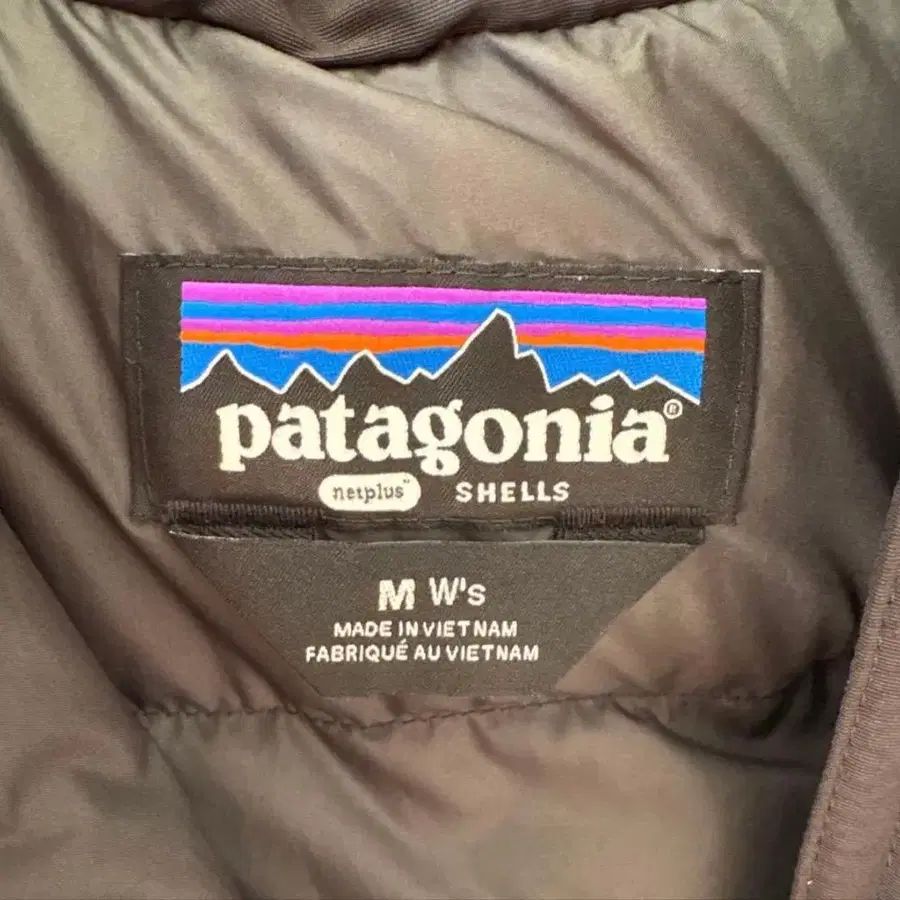 patagonia®
netplus™ SHELLS
M W's
MADE IN VIETNAM
FABRIQUÉ AU VIETNAM